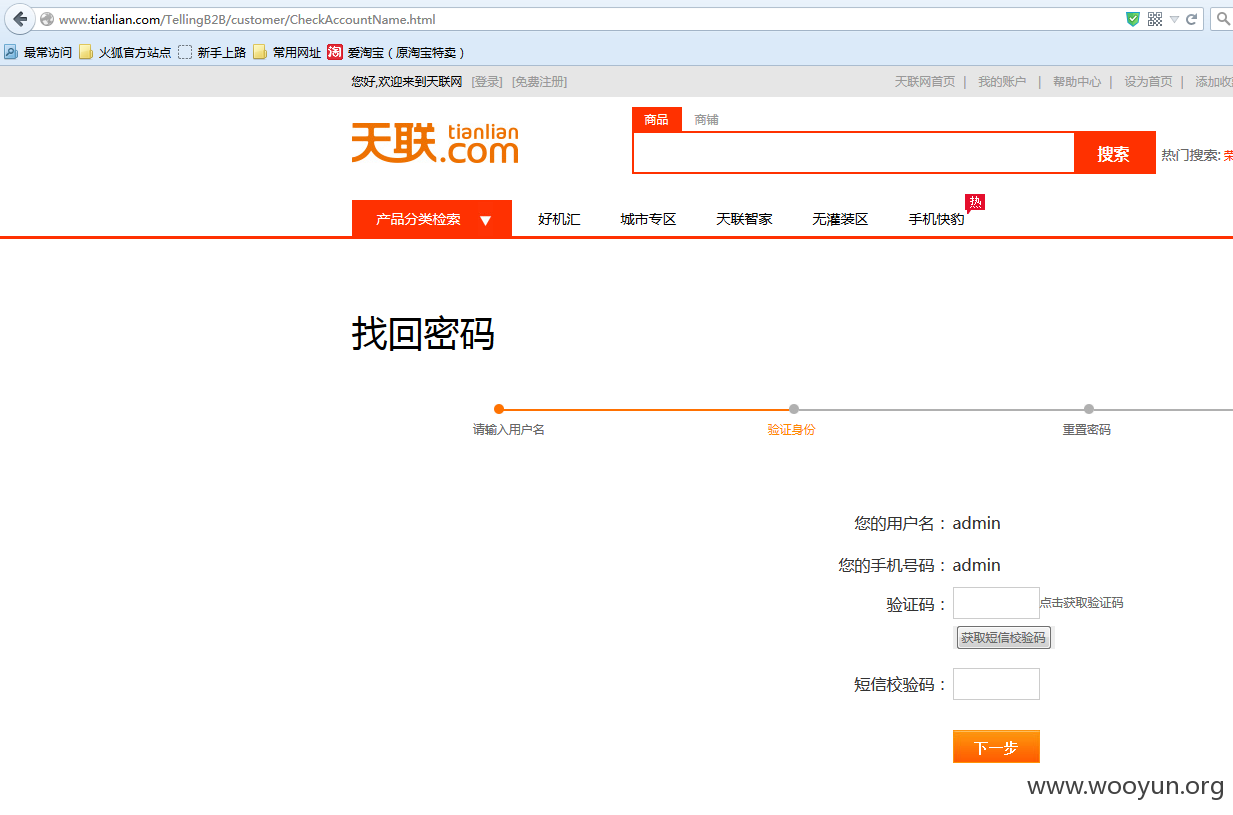 www.tianlian.com/TellingB2B/customer/CheckAccountName.html
最常访问 火狐官方站点 新手上路 常用网址 淘 爱淘宝（原淘宝特卖）
您好,欢迎来到天联网 [登录] [免费注册] 天联网首页 | 我的账户 | 帮助中心 | 设为首页 | 添加收
商品 商铺
天联 tianlian .com
搜索 热门搜索:
热
产品分类检索 ▼ 好机汇 城市专区 天联智家 无灌装区 手机快豹
找回密码
请输入用户名 验证身份 重置密码
您的用户名： admin
您的手机号码： admin
验证码： 点击获取验证码
获取短信校验码
短信校验码：
下一步
www.wooyun.org